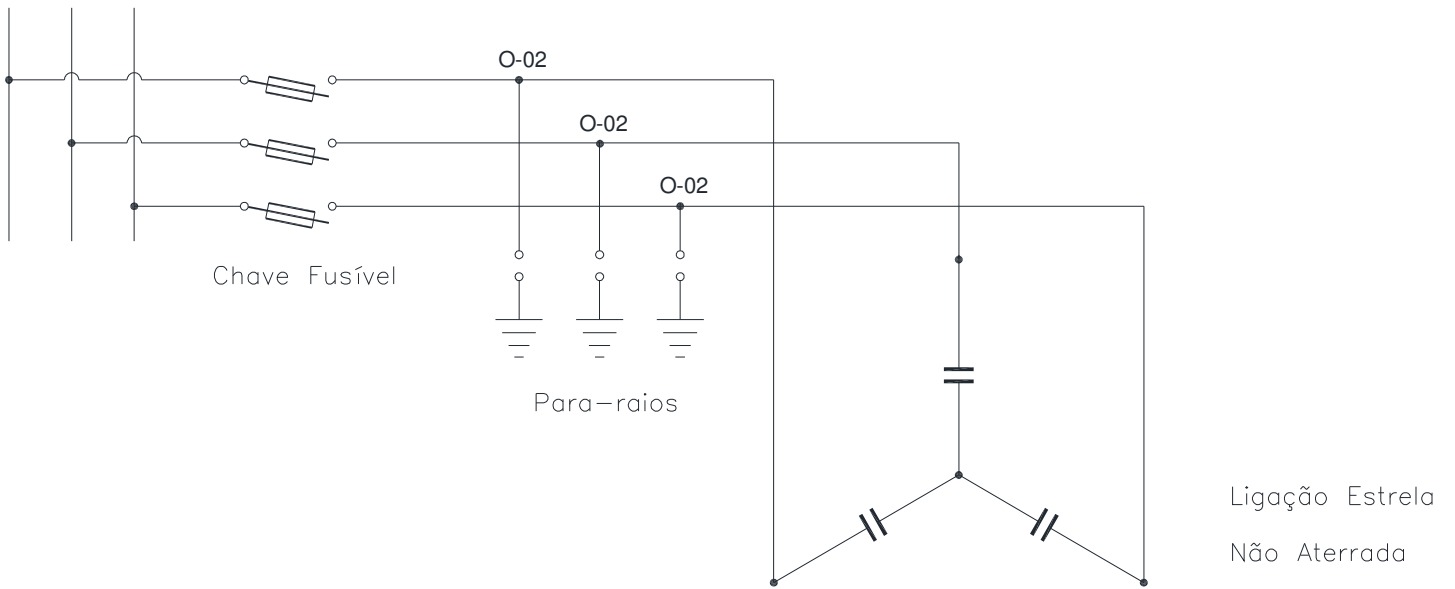 O-02
O-02
O-02
Chave Fusível
Para-raios
Ligação Estrela
Não Aterrada